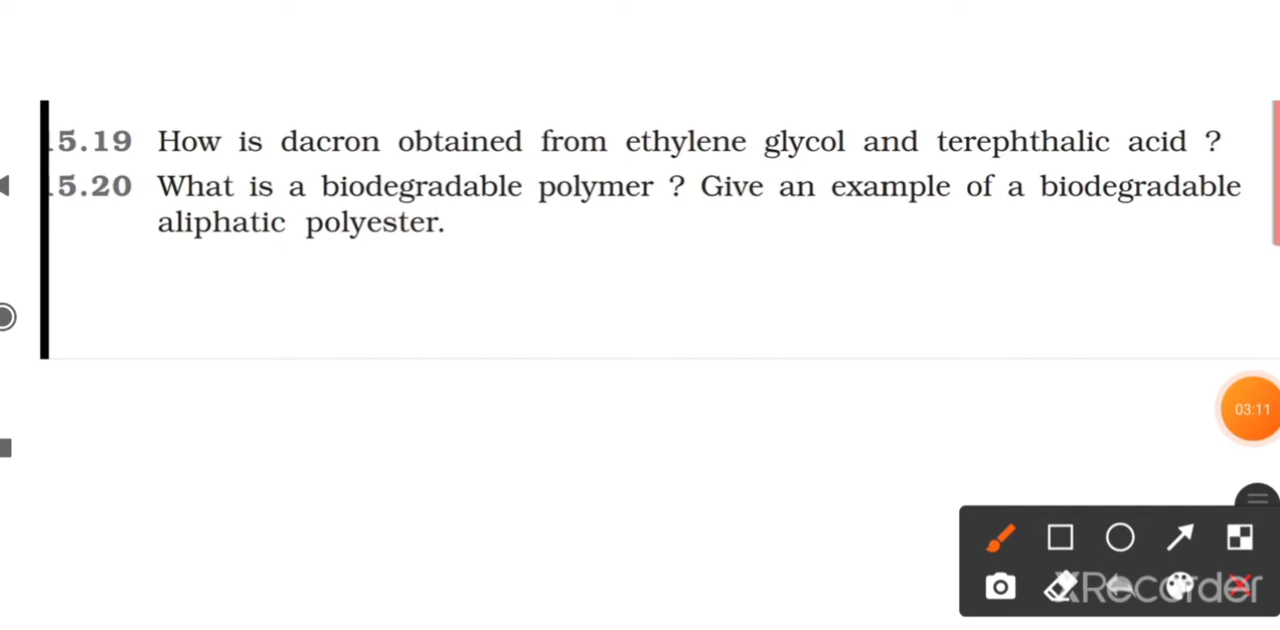 15.19 How is dacron obtained from ethylene glycol and terephthalic acid ?
15.20 What is a biodegradable polymer ? Give an example of a biodegradable
aliphatic polyester.
03:11
XRecorder